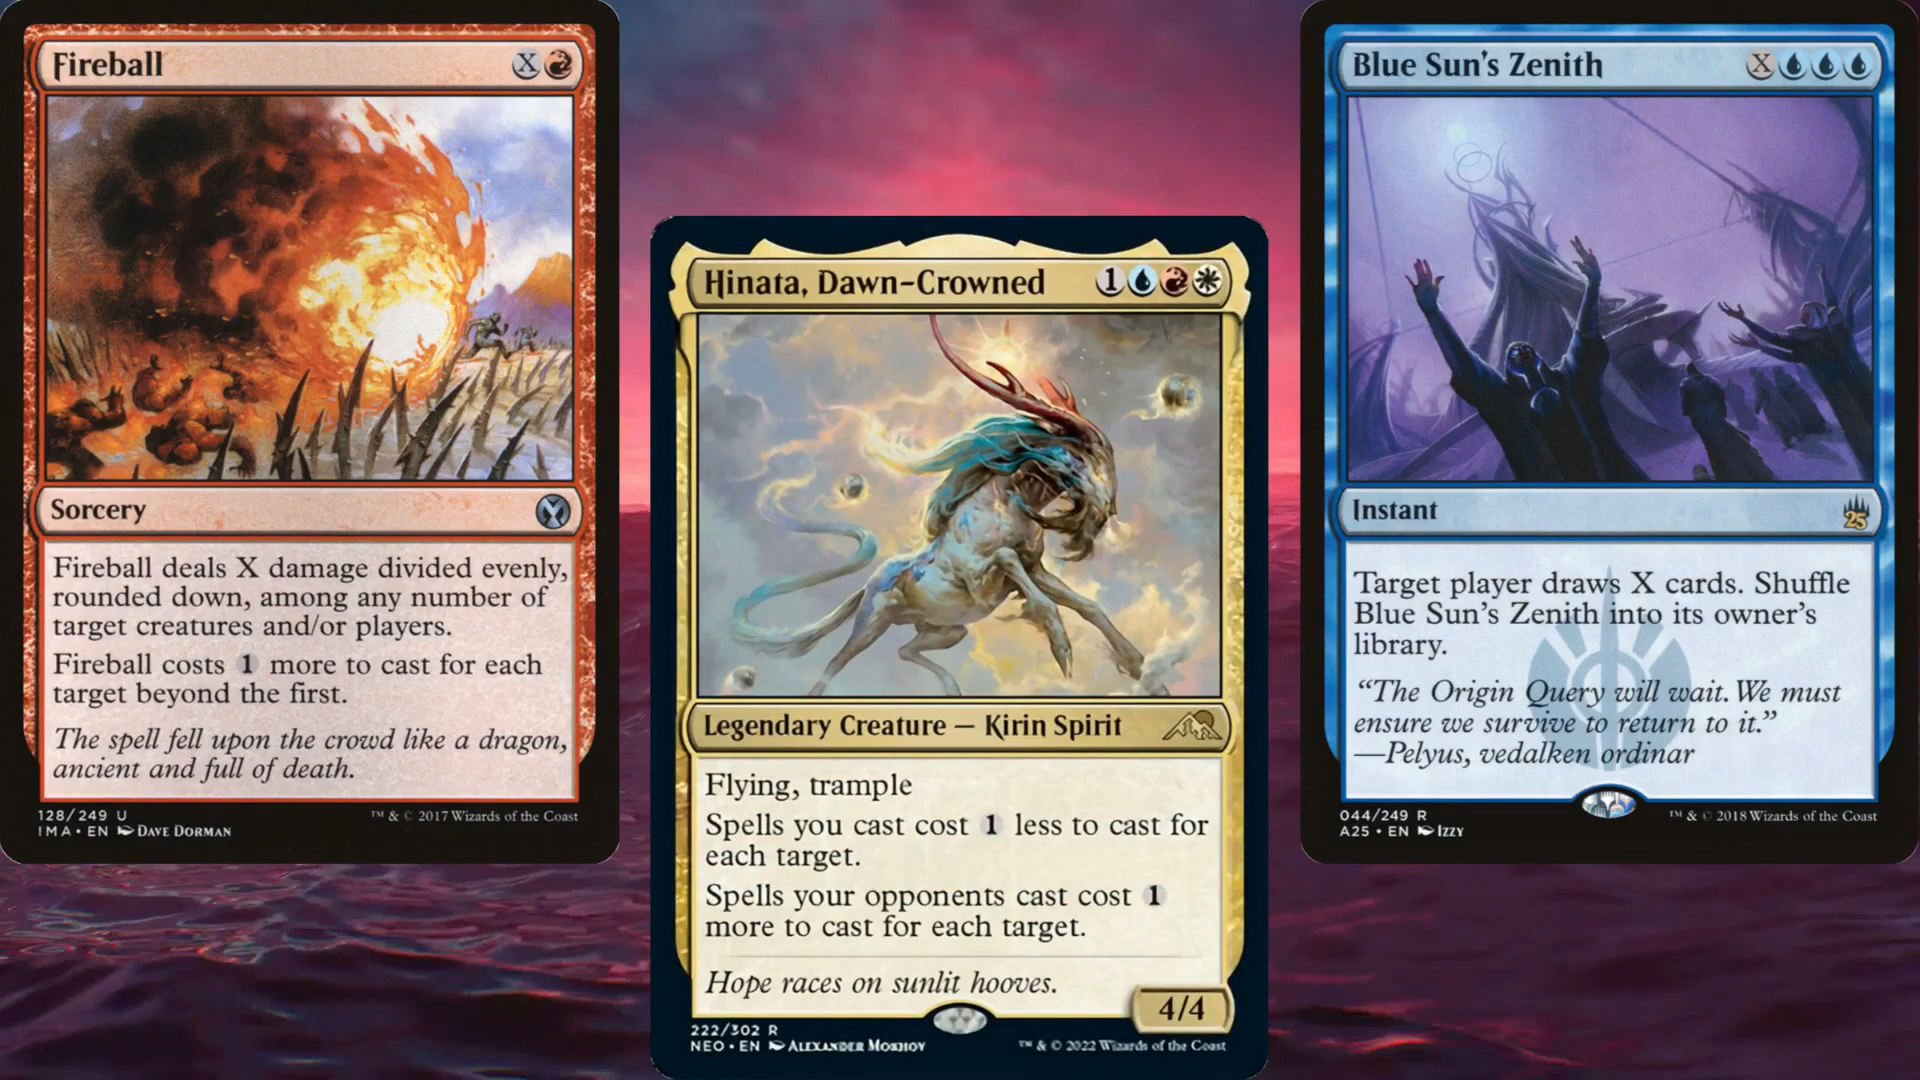 Fireball
X
Sorcery
Fireball deals X damage divided evenly,
rounded down, among any number of
target creatures and/or players.
Fireball costs 1 more to cast for each
target beyond the first.
The spell fell upon the crowd like a dragon,
ancient and full of death.
128/249 U
IMA • EN DAVE DORMAN
™ & © 2017 Wizards of the Coast
Hinata, Dawn-Crowned
1
Legendary Creature — Kirin Spirit
Flying, trample
Spells you cast cost 1 less to cast for
each target.
Spells your opponents cast cost 1
more to cast for each target.
Hope races on sunlit hooves.
4/4
222/302 R
NEO • EN ALEXANDER MOKHOV
™ & © 2022 Wizards of the Coast
Blue Sun's Zenith
X
Instant
25
Target player draws X cards. Shuffle
Blue Sun's Zenith into its owner's
library.
“The Origin Query will wait. We must
ensure we survive to return to it.”
—Pelyus, vedalken ordinar
044/249 R
A25 • EN IZZY
™ & © 2018 Wizards of the Coast